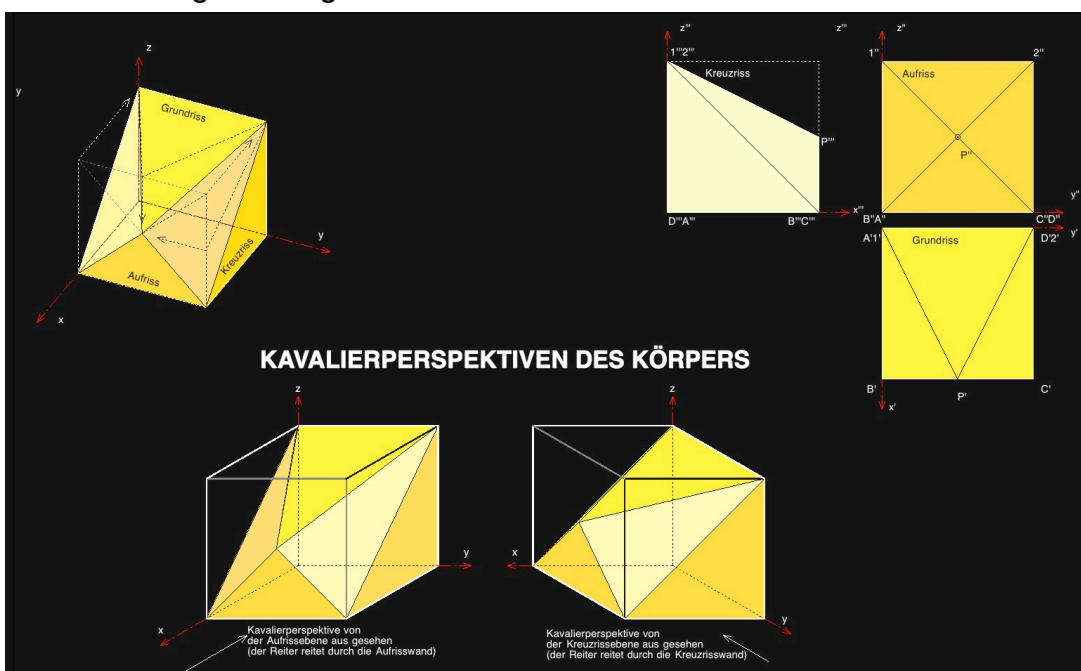 z
y
Grundriss
y
Kreuzriss
Aufriss
x
z'''
z'''
z''
1'''2'''
Kreuzriss
P'''
x'''
D'''A'''
B'''C'''
1''
2''
Aufriss
P''
y''
B''A''
C''D''
y'
A'1'
Grundriss
D'2'
B'
P'
C'
x'
KAVALIERPERSPEKTIVEN DES KÖRPERS
z
y
x
Kavalierperspektive von
der Aufrissebene aus gesehen
(der Reiter reitet durch die Aufrisswand)
z
x
y
Kavalierperspektive von
der Kreuzrissebene aus gesehen
(der Reiter reitet durch die Kreuzrisswand)